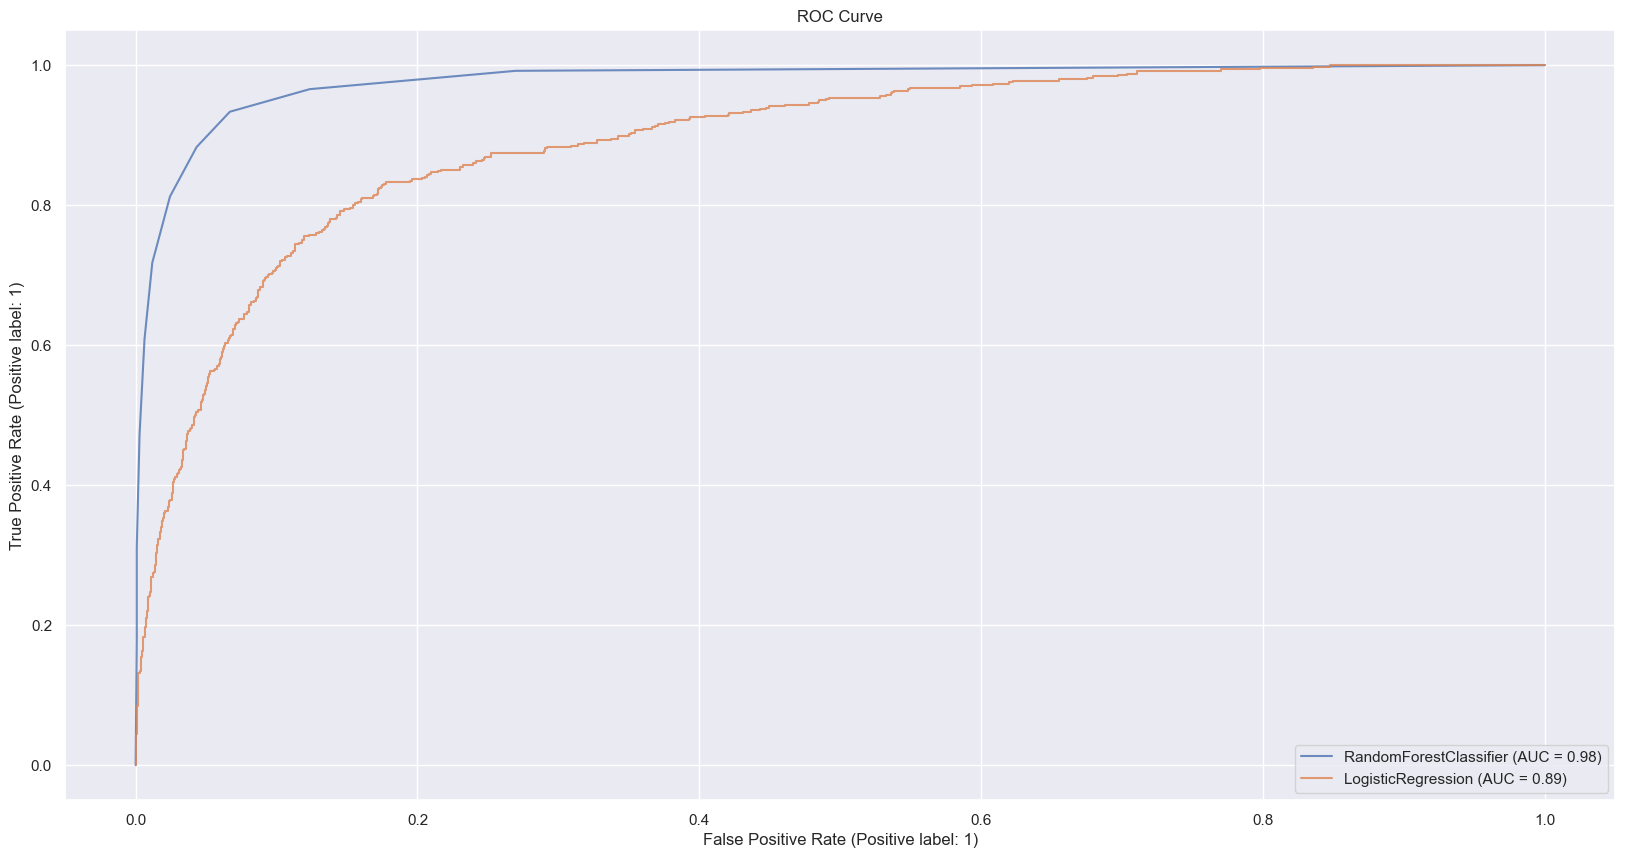 ROC Curve
1.0
0.8
0.6
0.4
0.2
0.0
True Positive Rate (Positive label: 1)
0.0 0.2 0.4 0.6 0.8 1.0
False Positive Rate (Positive label: 1)
RandomForestClassifier (AUC = 0.98)
LogisticRegression (AUC = 0.89)